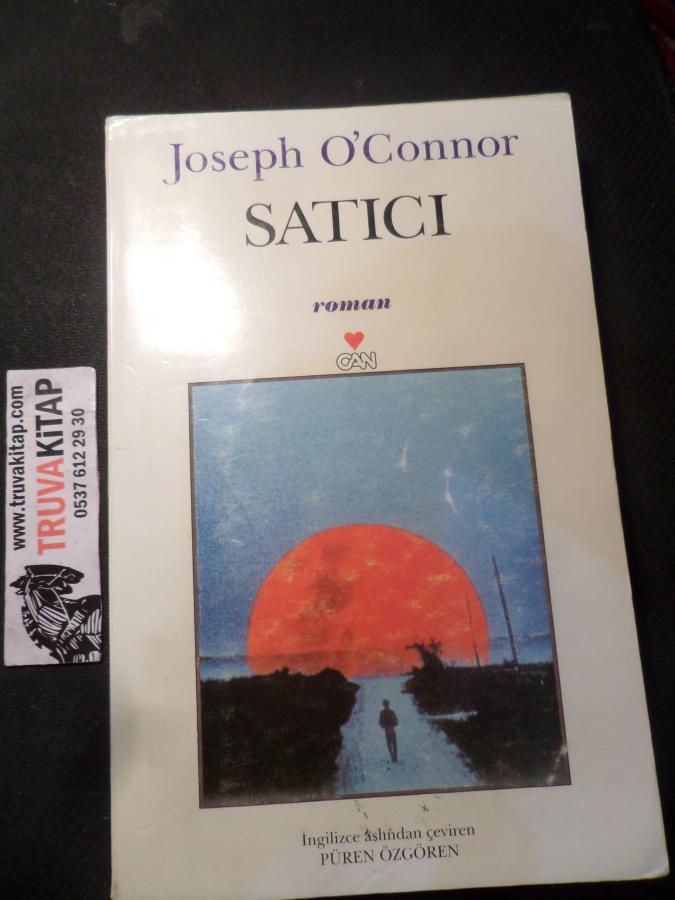 Joseph O'Connor
SATICI
roman
CAN
www.truvakitap.com
TRUVAKiTAP
0537 612 29 30
İngilizce aslından çeviren
PÜREN ÖZGÖREN